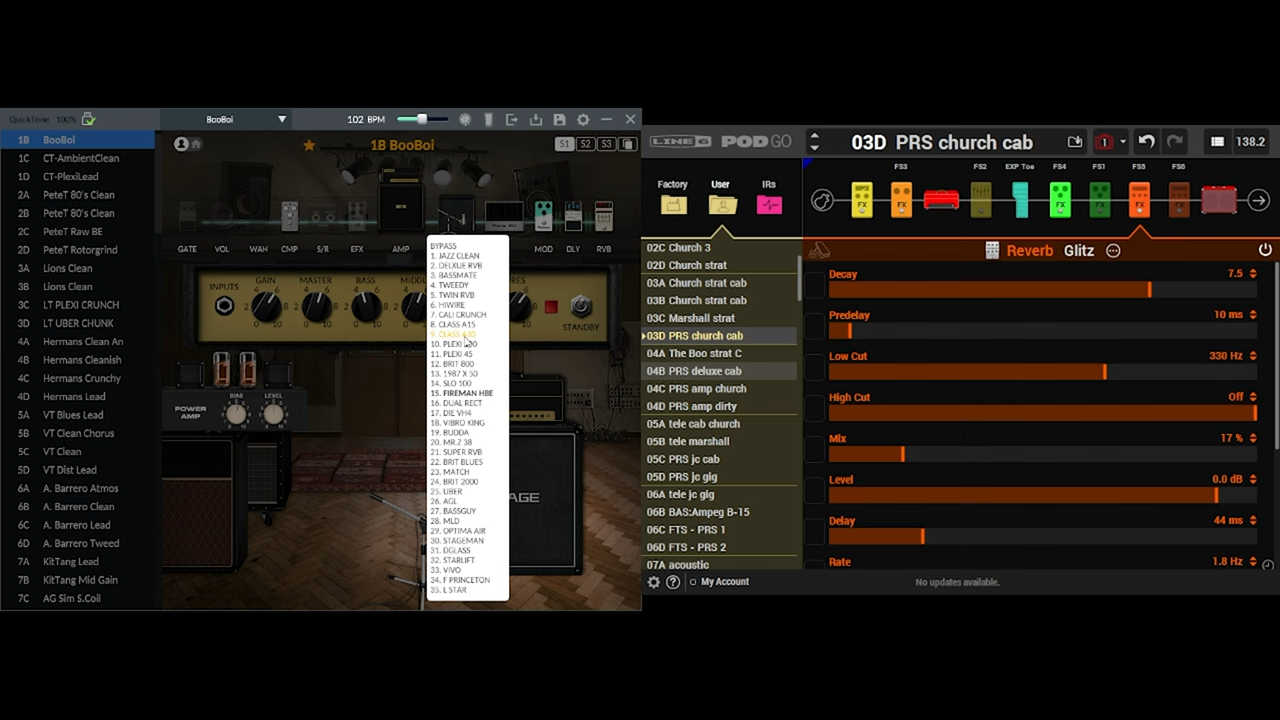 QuickTone 100%
BooBoi
102 BPM
1B BooBoi
1C CT-AmbientClean
1D CT-PlexiLead
2A PeteT 80's Clean
2B PeteT 80's Clean
2C PeteT Raw BE
2D PeteT Rotorgrind
3A Lions Clean
3B Lions Clean
3C LT PLEXI CRUNCH
3D LT UBER CHUNK
4A Hermans Clean An
4B Hermans Cleanish
4C Hermans Crunchy
4D Hermans Lead
5A VT Blues Lead
5B VT Clean Chorus
5C VT Clean
5D VT Dist Lead
6A A. Barrero Atmos
6B A. Barrero Clean
6C A. Barrero Lead
6D A. Barrero Tweed
7A KitTang Lead
7B KitTang Mid Gain
7C AG Sim S.Coil
1B BooBoi
S1 S2 S3
GATE VOL WAH CMP S/R EFX AMP MOD DLY RVB
INPUTS GAIN MASTER BASS
STANDBY
POWER AMP
BIAS LEVEL
BYPASS
1. JAZZ CLEAN
2. DELXUE RVB
3. BASSMATE
4. TWEEDY
5. TWIN RVB
6. HIWIRE
7. CALI CRUNCH
8. CLASS A15
9. CLASS A30
10. PLEXI
11. PLEXI 45
12. BRIT 800
13. 1987 X 50
14. SLO 100
15. FIREMAN HBE
16. DUAL RECT
17. DIE VH4
18. VIBRO KING
19. BUDDA
20. MR.Z 38
21. SUPER RVB
22. BRIT BLUES
23. MATCH
24. BRIT 2000
25. UBER
26. AGL
27. BASSGUY
28. MLD
29. OPTIMA AIR
30. STAGEMAN
31. DGLASS
32. STARLIFT
33. VIVO
34. F PRINCETON
35. L STAR
LINE 6 POD GO
03D PRS church cab
1
138.2
Factory User IRs
FS3 FS2 EXP Toe FS4 FS1 FS5 FS6
FX FX FX FX FX FX
02C Church 3
02D Church strat
03A Church strat cab
03B Church strat cab
03C Marshall strat
03D PRS church cab
04A The Boo strat C
04B PRS deluxe cab
04C PRS amp church
04D PRS amp dirty
05A tele cab church
05B tele marshall
05C PRS jc cab
05D PRS jc gig
06A tele jc gig
06B BAS:Ampeg B-15
06C FTS - PRS 1
06D FTS - PRS 2
07A acoustic
Reverb Glitz
Decay 7.5
Predelay 10 ms
Low Cut 330 Hz
High Cut Off
Mix 17 %
Level 0.0 dB
Delay 44 ms
Rate 1.8 Hz
My Account
No updates available.